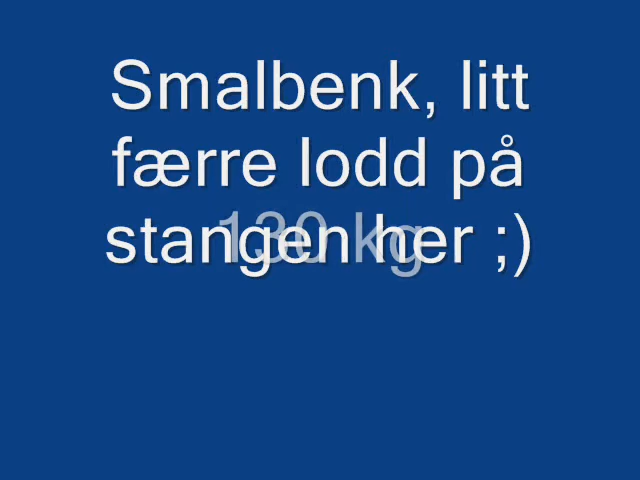 Smalbenk, litt
færre lodd på
stangen her ;)
130 kg